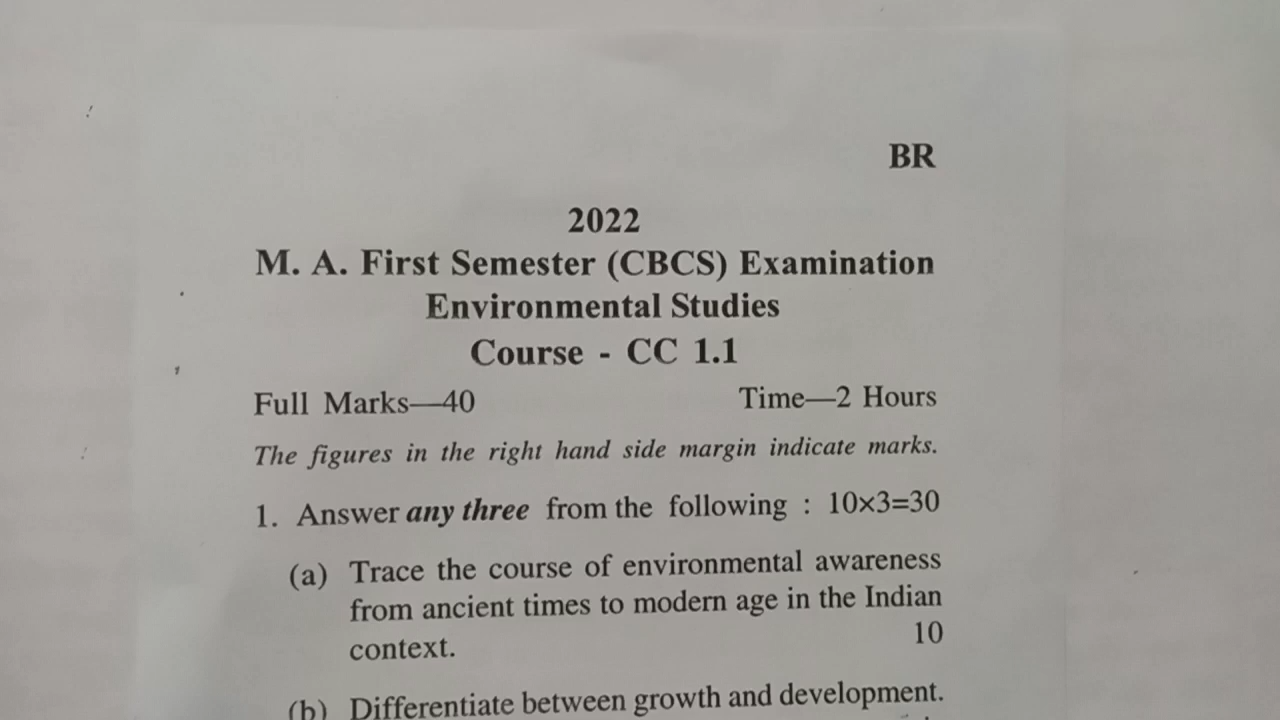 BR
2022
M. A. First Semester (CBCS) Examination
Environmental Studies
Course - CC 1.1
Full Marks—40 Time—2 Hours
The figures in the right hand side margin indicate marks.
1. Answer any three from the following : 10×3=30
(a) Trace the course of environmental awareness
from ancient times to modern age in the Indian
context. 10
(b) Differentiate between growth and development.